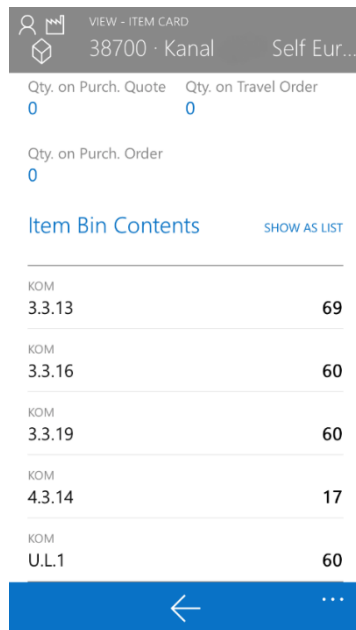 VIEW - ITEM CARD
38700 · Kanal Self Eur...
Qty. on Purch. Quote Qty. on Travel Order
0 0
Qty. on Purch. Order
0
Item Bin Contents SHOW AS LIST
KOM
3.3.13 69
KOM
3.3.16 60
KOM
3.3.19 60
KOM
4.3.14 17
KOM
U.L.1 60
...